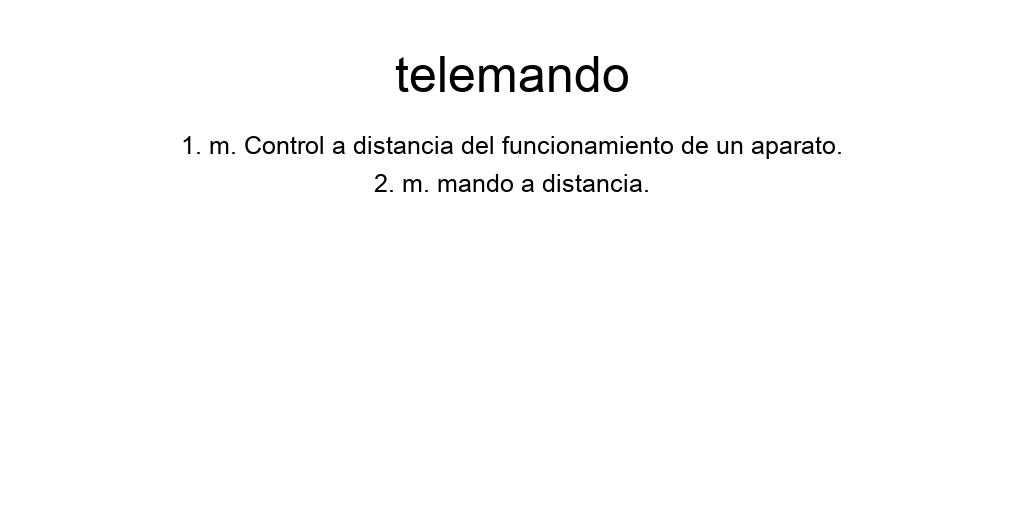 telemando
1. m. Control a distancia del funcionamiento de un aparato.
2. m. mando a distancia.